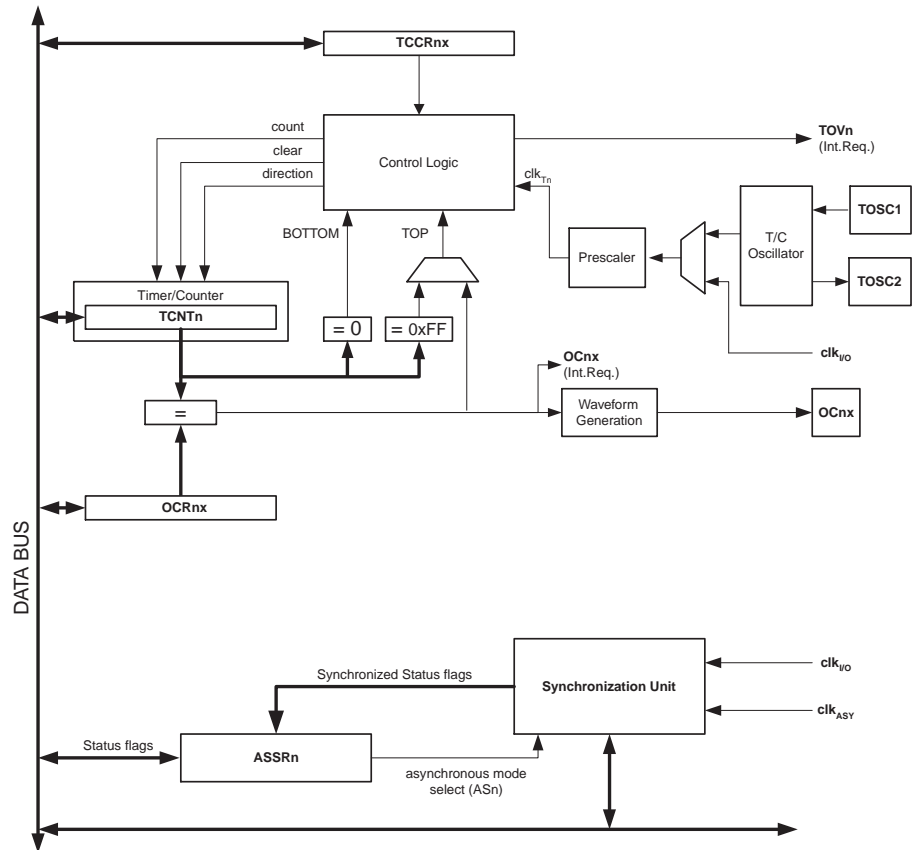 TCCRnx
count
clear
direction
Control Logic
TOVn
(Int.Req.)
clkTn
BOTTOM
TOP
Prescaler
T/C
Oscillator
TOSC1
TOSC2
Timer/Counter
TCNTn
= 0
= 0xFF
clkI/O
OCnx
(Int.Req.)
=
Waveform
Generation
OCnx
OCRnx
DATA BUS
Synchronized Status flags
Synchronization Unit
clkI/O
clkASY
Status flags
ASSRn
asynchronous mode
select (ASn)